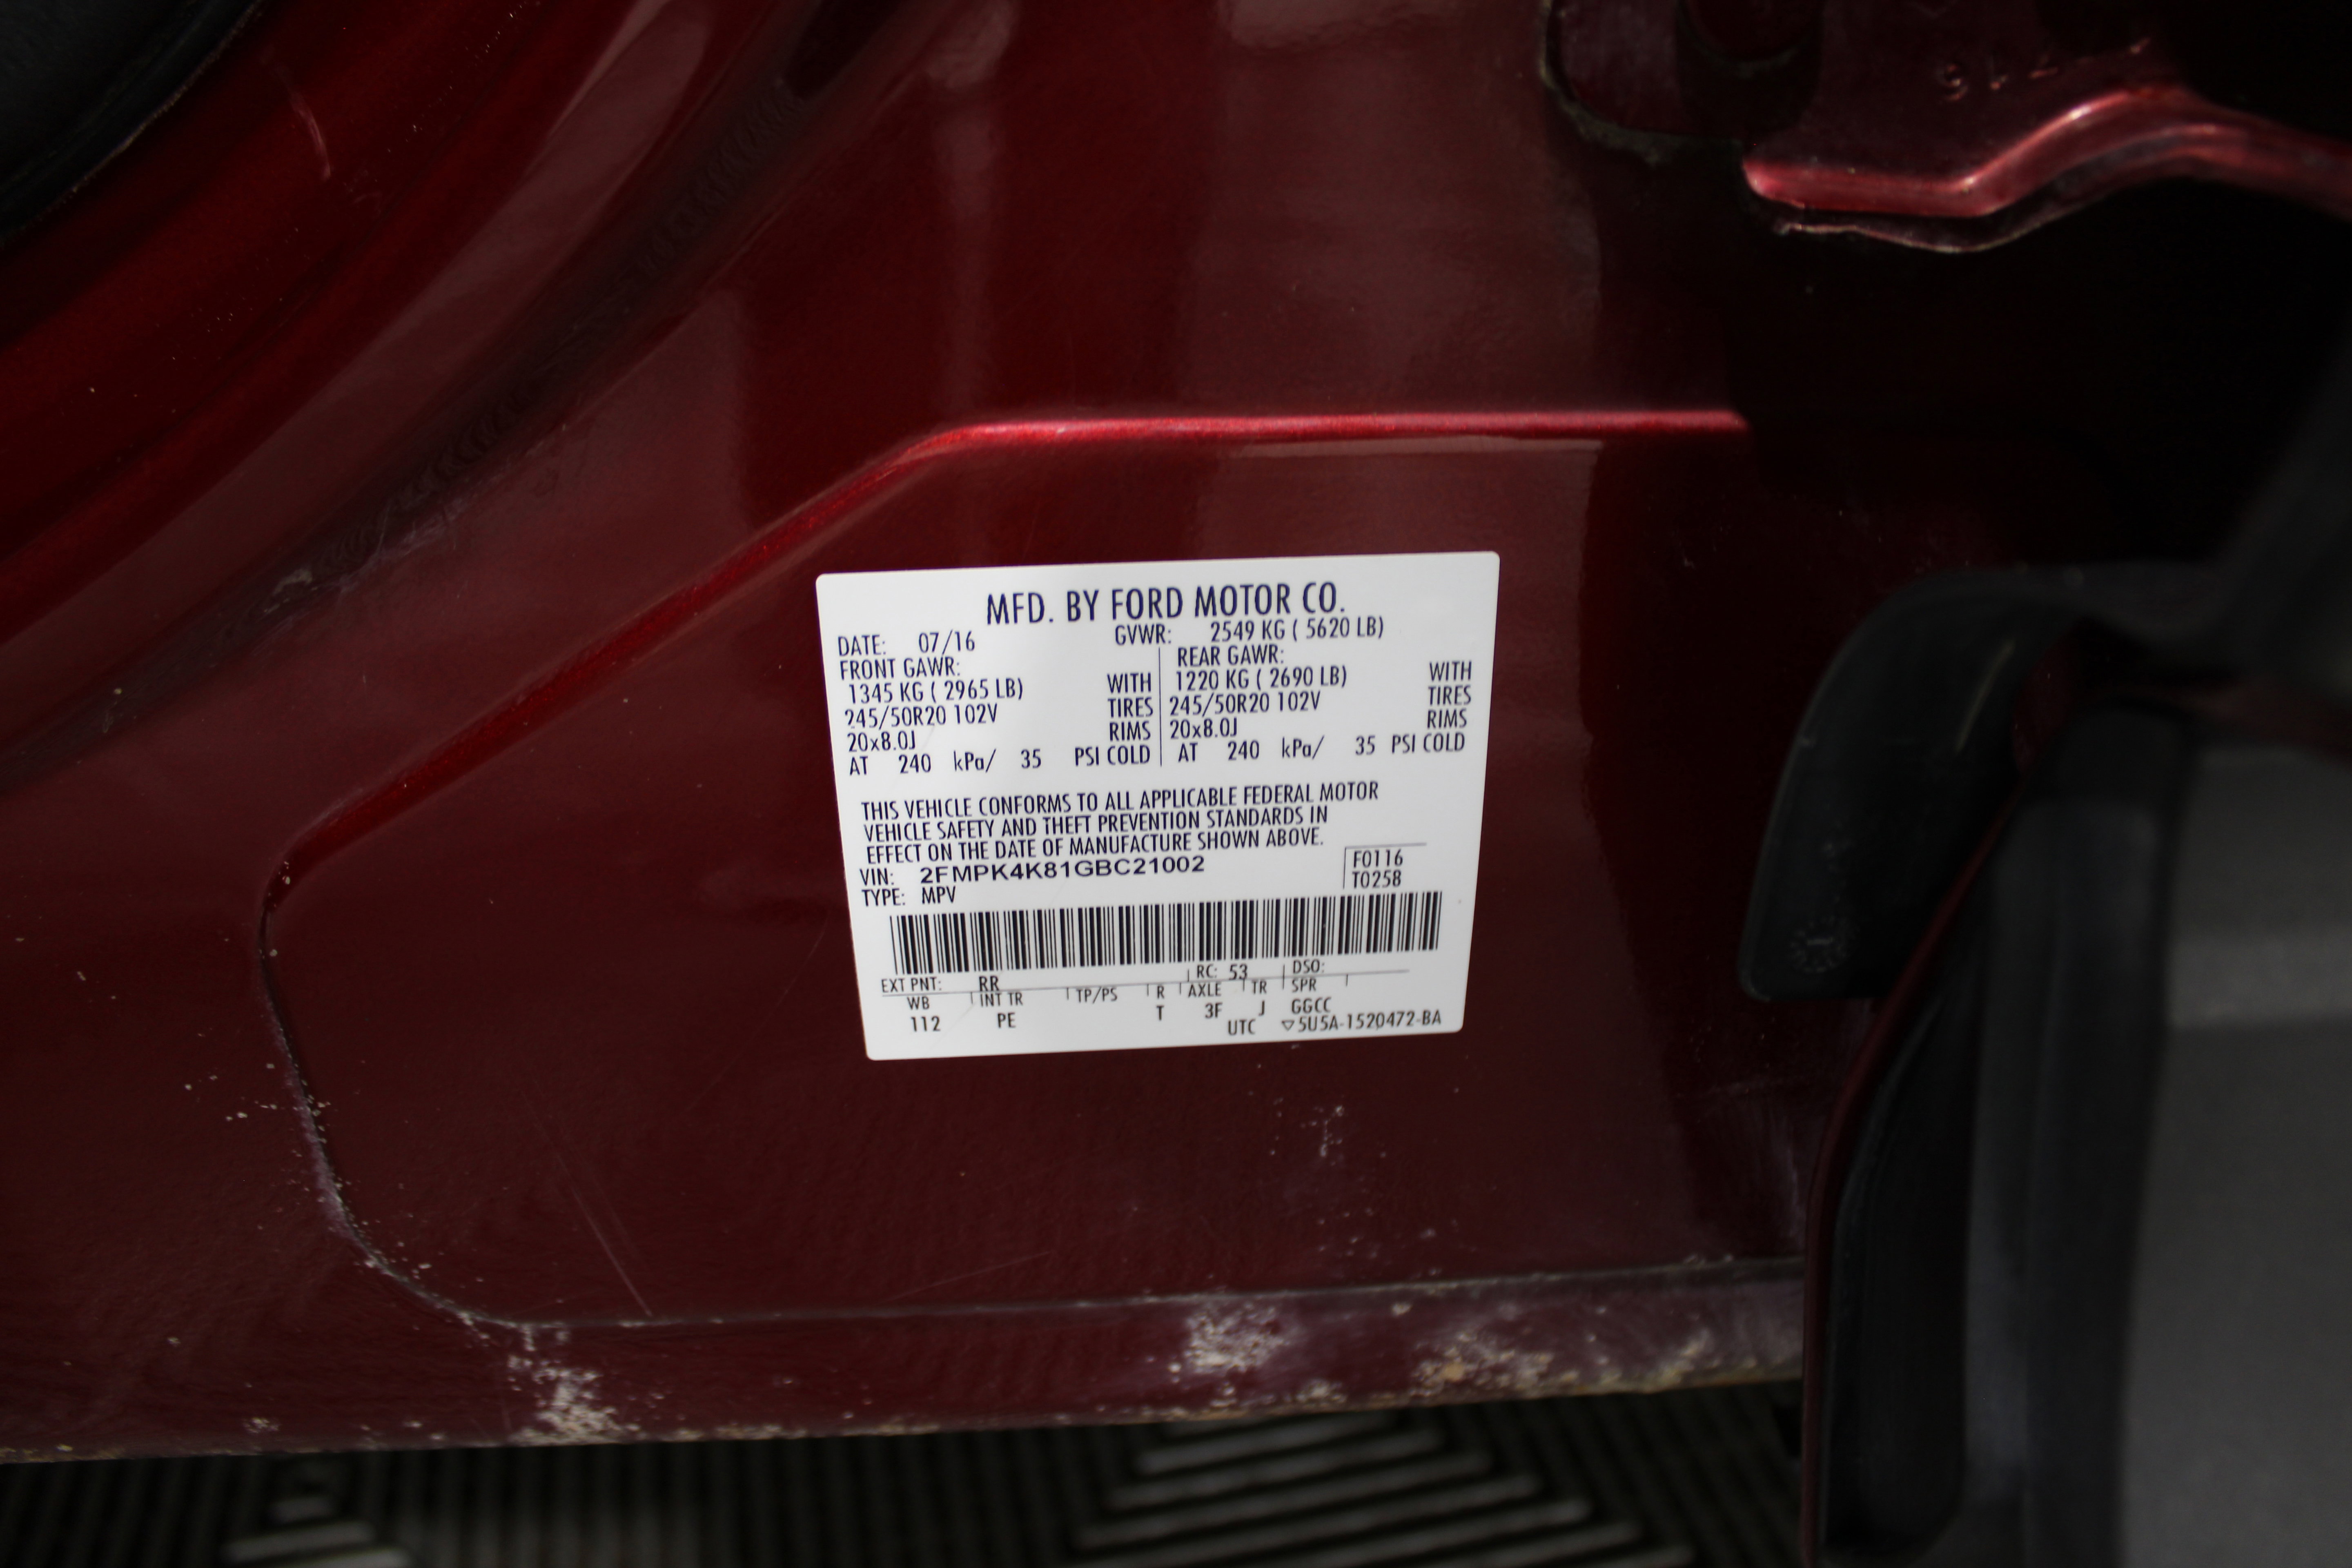 MFD. BY FORD MOTOR CO.
DATE: 07/16 GVWR: 2549 KG ( 5620 LB)
FRONT GAWR: REAR GAWR:
1345 KG ( 2965 LB) WITH 1220 KG ( 2690 LB) WITH
245/50R20 102V TIRES 245/50R20 102V TIRES
20x8.0J RIMS 20x8.0J RIMS
AT 240 kPa/ 35 PSI COLD AT 240 kPa/ 35 PSI COLD
THIS VEHICLE CONFORMS TO ALL APPLICABLE FEDERAL MOTOR
VEHICLE SAFETY AND THEFT PREVENTION STANDARDS IN
EFFECT ON THE DATE OF MANUFACTURE SHOWN ABOVE.
VIN: 2FMPK4K81GBC21002 F0116
TYPE: MPV T0258
EXT PNT: RR RC: 53 DSO:
WB INT TR TP/PS R AXLE TR SPR
112 PE T 3F J GGCC
UTC ▽5U5A-1520472-BA